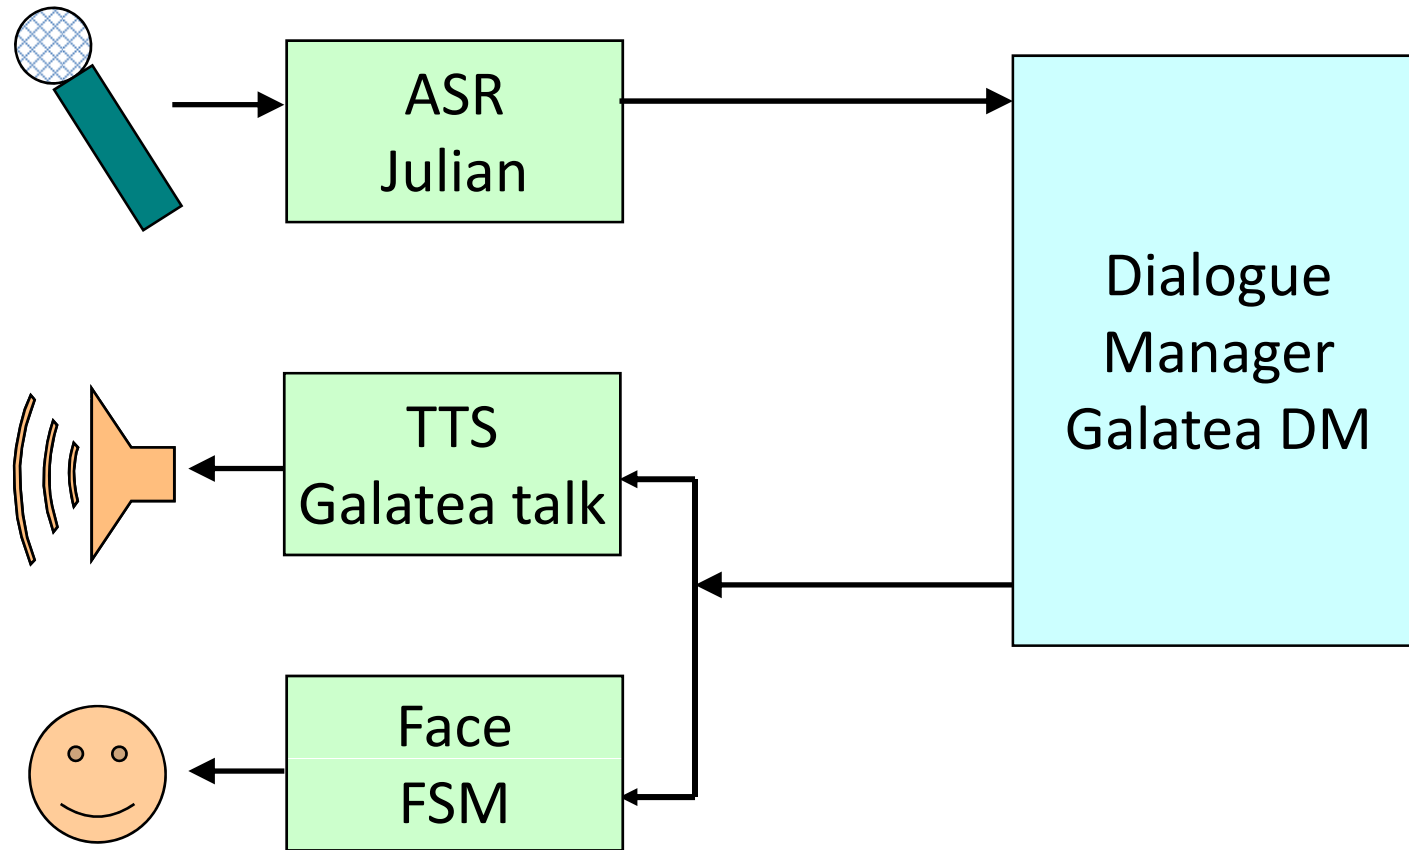 ASR
Julian
Dialogue
Manager
Galatea DM
TTS
Galatea talk
Face
FSM